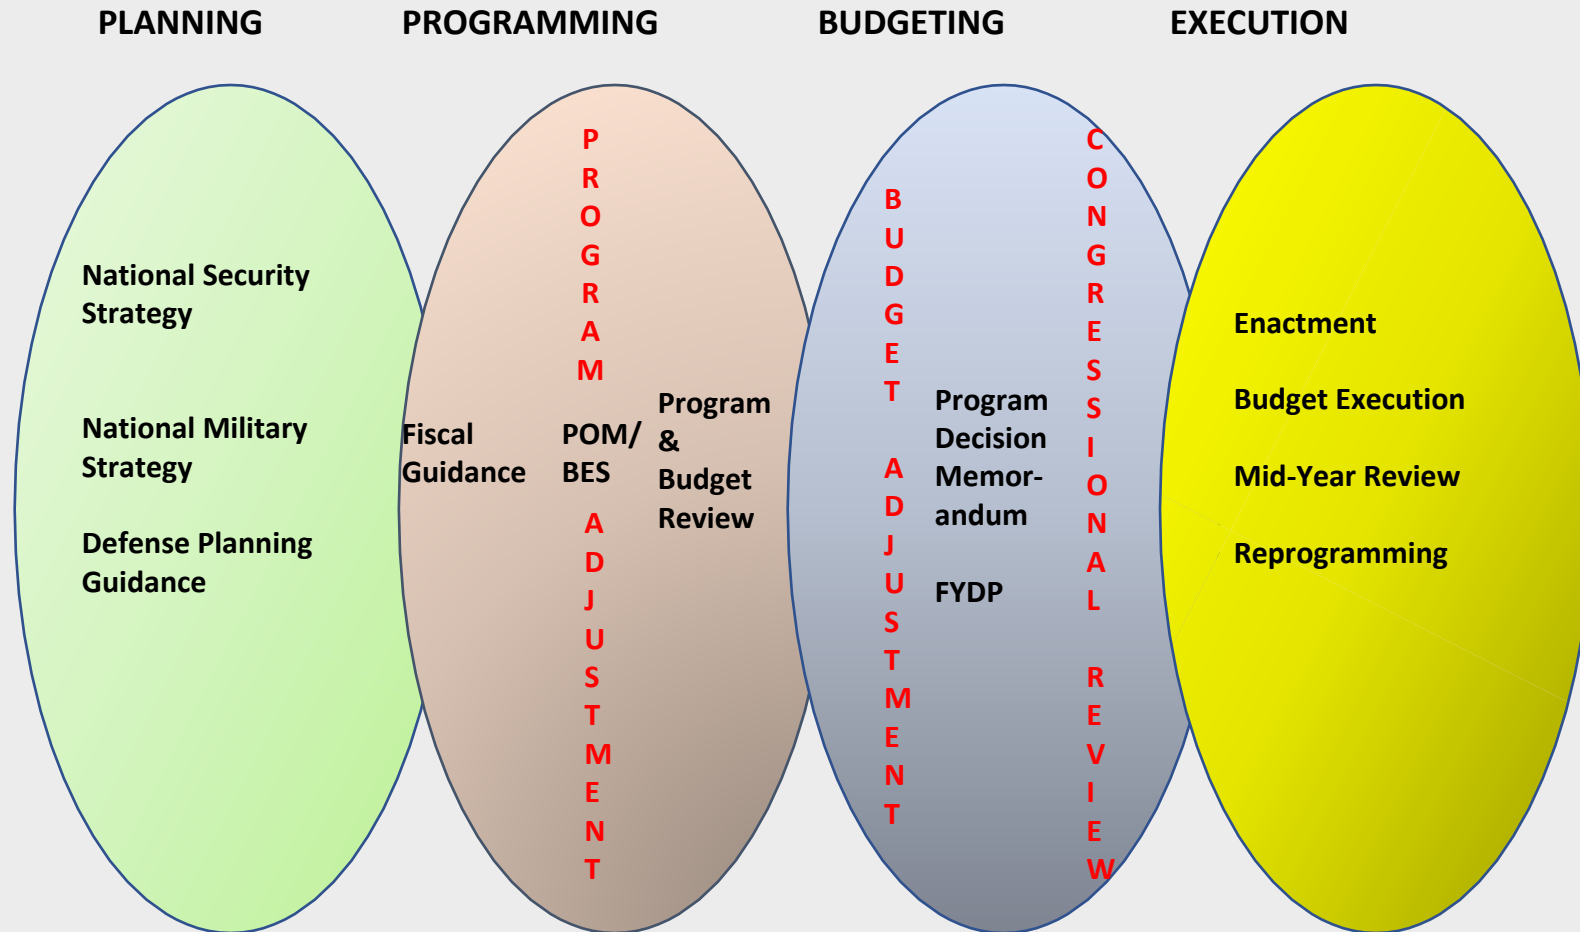 PLANNING
PROGRAMMING
BUDGETING
EXECUTION
National Security
Strategy
National Military
Strategy
Defense Planning
Guidance
Fiscal
Guidance
PROGRAM
POM/
BES
ADJUSTMENT
Program
&
Budget
Review
BUDGET ADJUSTMENT
Program
Decision
Memor-
andum
FYDP
CONGRESSIONAL REVIEW
Enactment
Budget Execution
Mid-Year Review
Reprogramming